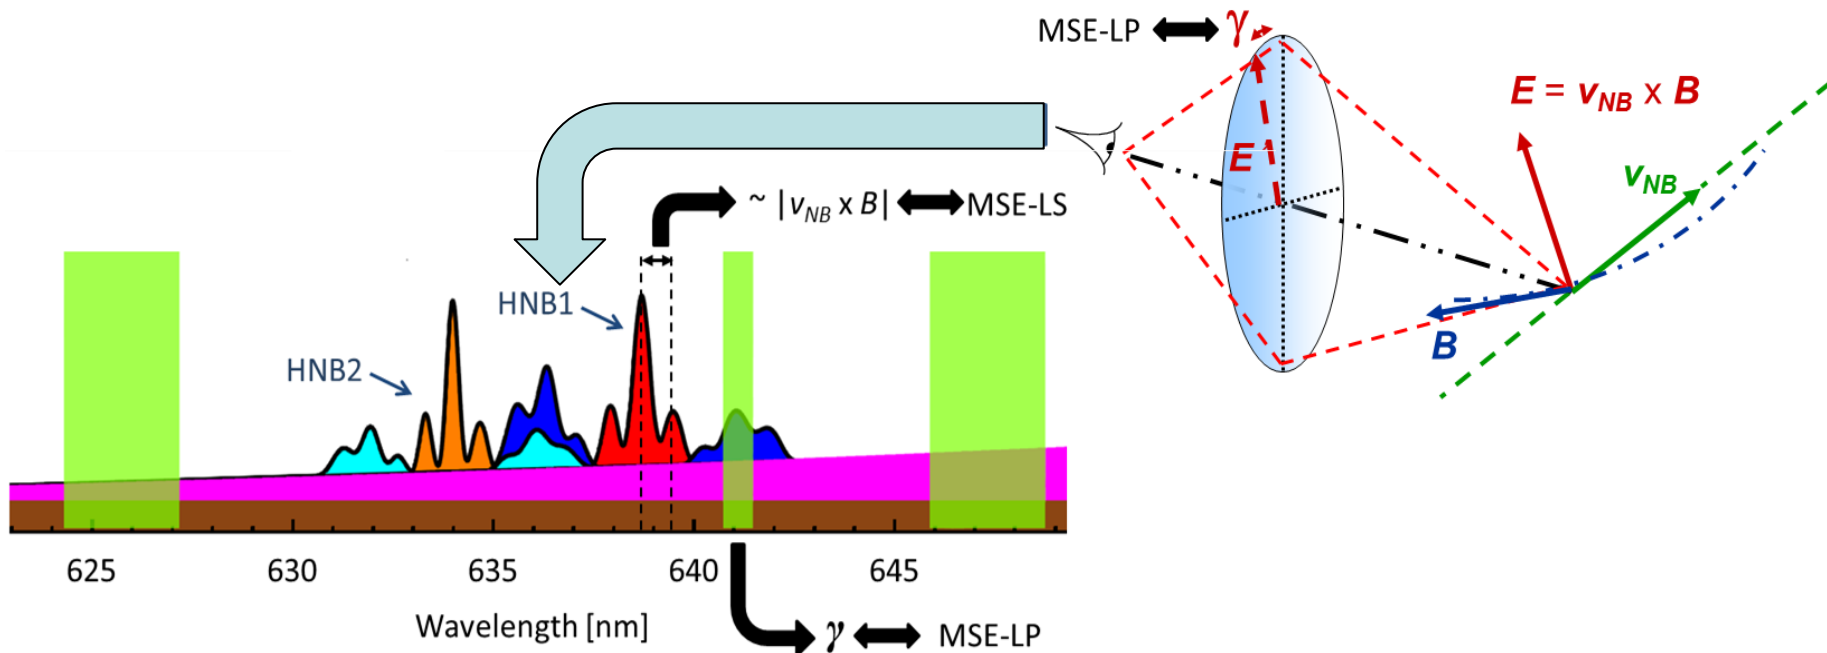 MSE-LP γ
E = v_NB x B
E
v_NB
~ |v_NB x B| MSE-LS
HNB1
B
HNB2
625 630 635 640 645
Wavelength [nm]
γ MSE-LP